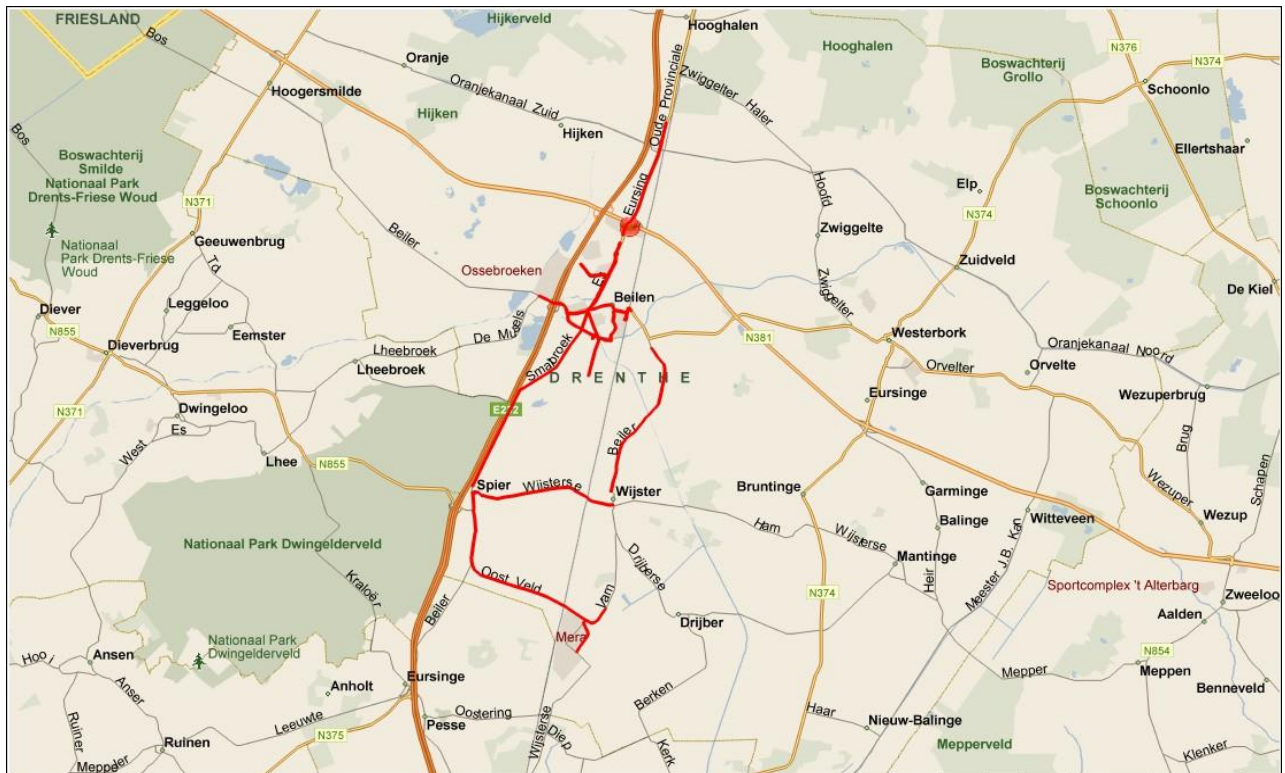 FRIESLAND
Hijkerveld
Hooghalen
Hooghalen
N376
N374
Bos
Oranje
Oude Provinciale
Zwiggelter Haler
Boswachterij
Grollo
Schoonlo
Hoogersmilde
Oranjekanaal Zuid
Hijken
Hijken
Bos
Ellertshaar
Boswachterij
Smilde
Nationaal Park
Drents-Friese Woud
N371
Eursing
Hoofd
Elp
N374
Boswachterij
Schoonlo
Geeuwenbrug
Nationaal
Park Drents-Friese
Woud
Beiler
Zwiggelte
Td.
Ossebroeken
Zuidveld
De Kiel
Diever
Leggeloo
Beilen
Zwiggelter
N855
Eemster
De Mussels
N381
Westerbork
Dieverbrug
Lheebroek
Lheebroek
Smalbroek
DRENTHE
Orvelter
Oranjekanaal Noord
Orvelte
N371
Dwingeloo
E232
Eursinge
Wezuperbrug
West Es
Lhee
N855
Beiler
Brug
Schapen
Spier
Wijsterse
Wijster
Bruntinge
Garminge
Wezuper
Balinge
Witteveen
Wezup
Nationaal Park Dwingelderveld
Ham
Wijsterse
Drijberse
Mantinge
Heir
Meester J.B. Kan
Kraloër
Oost Veld
Vam
N374
Sportcomplex 't Alterbarg
Zweeloo
Beiler
Aalden
Mera
Drijber
Nationaal Park
Dwingelderveld
N854
Hooi
Ansen
Anser
Eursinge
Anholt
Mepper
Meppen
Benneveld
Berken
Ruiner
Leeuwte
Pesse
Oostering
Haar
Nieuw-Balinge
N375
Ruinen
Wijsterse
Diep
Kerk
Mepperveld
Meppeler
Klenker